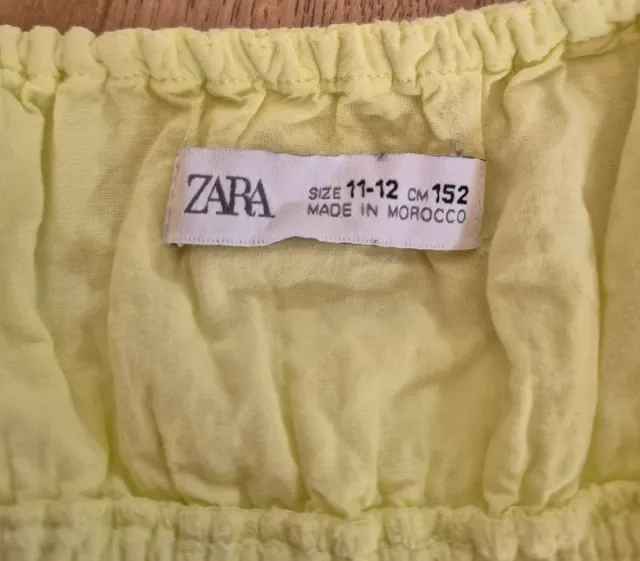 ZARA
SIZE 11-12 CM 152
MADE IN MOROCCO